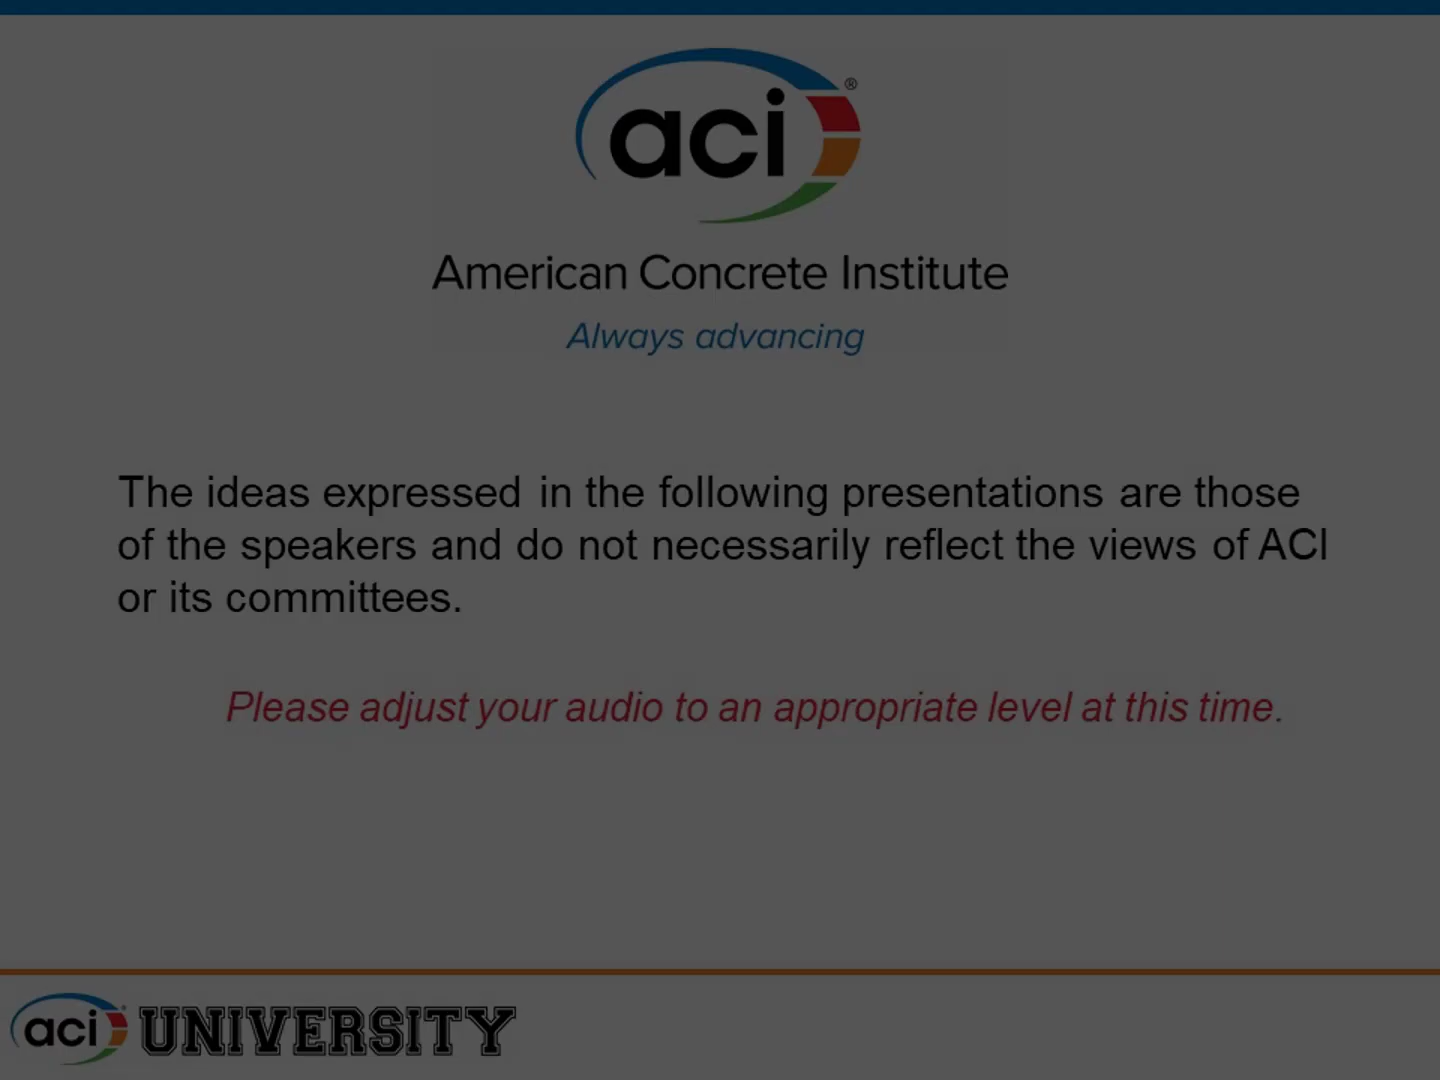 aci®
American Concrete Institute
Always advancing
The ideas expressed in the following presentations are those
of the speakers and do not necessarily reflect the views of ACI
or its committees.
Please adjust your audio to an appropriate level at this time.
aci UNIVERSITY